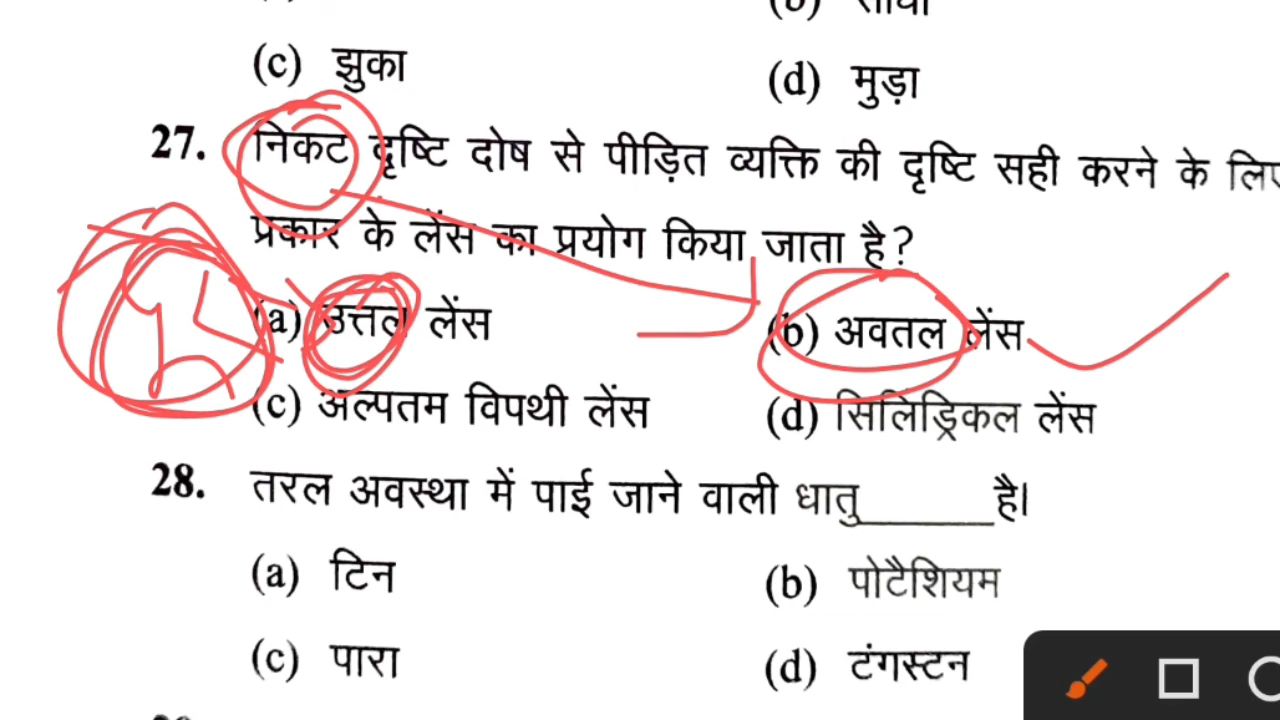 (c) झुका (d) मुड़ा
27. निकट दृष्टि दोष से पीड़ित व्यक्ति की दृष्टि सही करने के
प्रकार के लेंस का प्रयोग किया जाता है?
(a) उत्तल लेंस (b) अवतल लेंस
(c) अल्पतम विपथी लेंस (d) सिलिंड्रिकल लेंस
28. तरल अवस्था में पाई जाने वाली धातु______है।
(a) टिन (b) पोटैशियम
(c) पारा (d) टंगस्टन